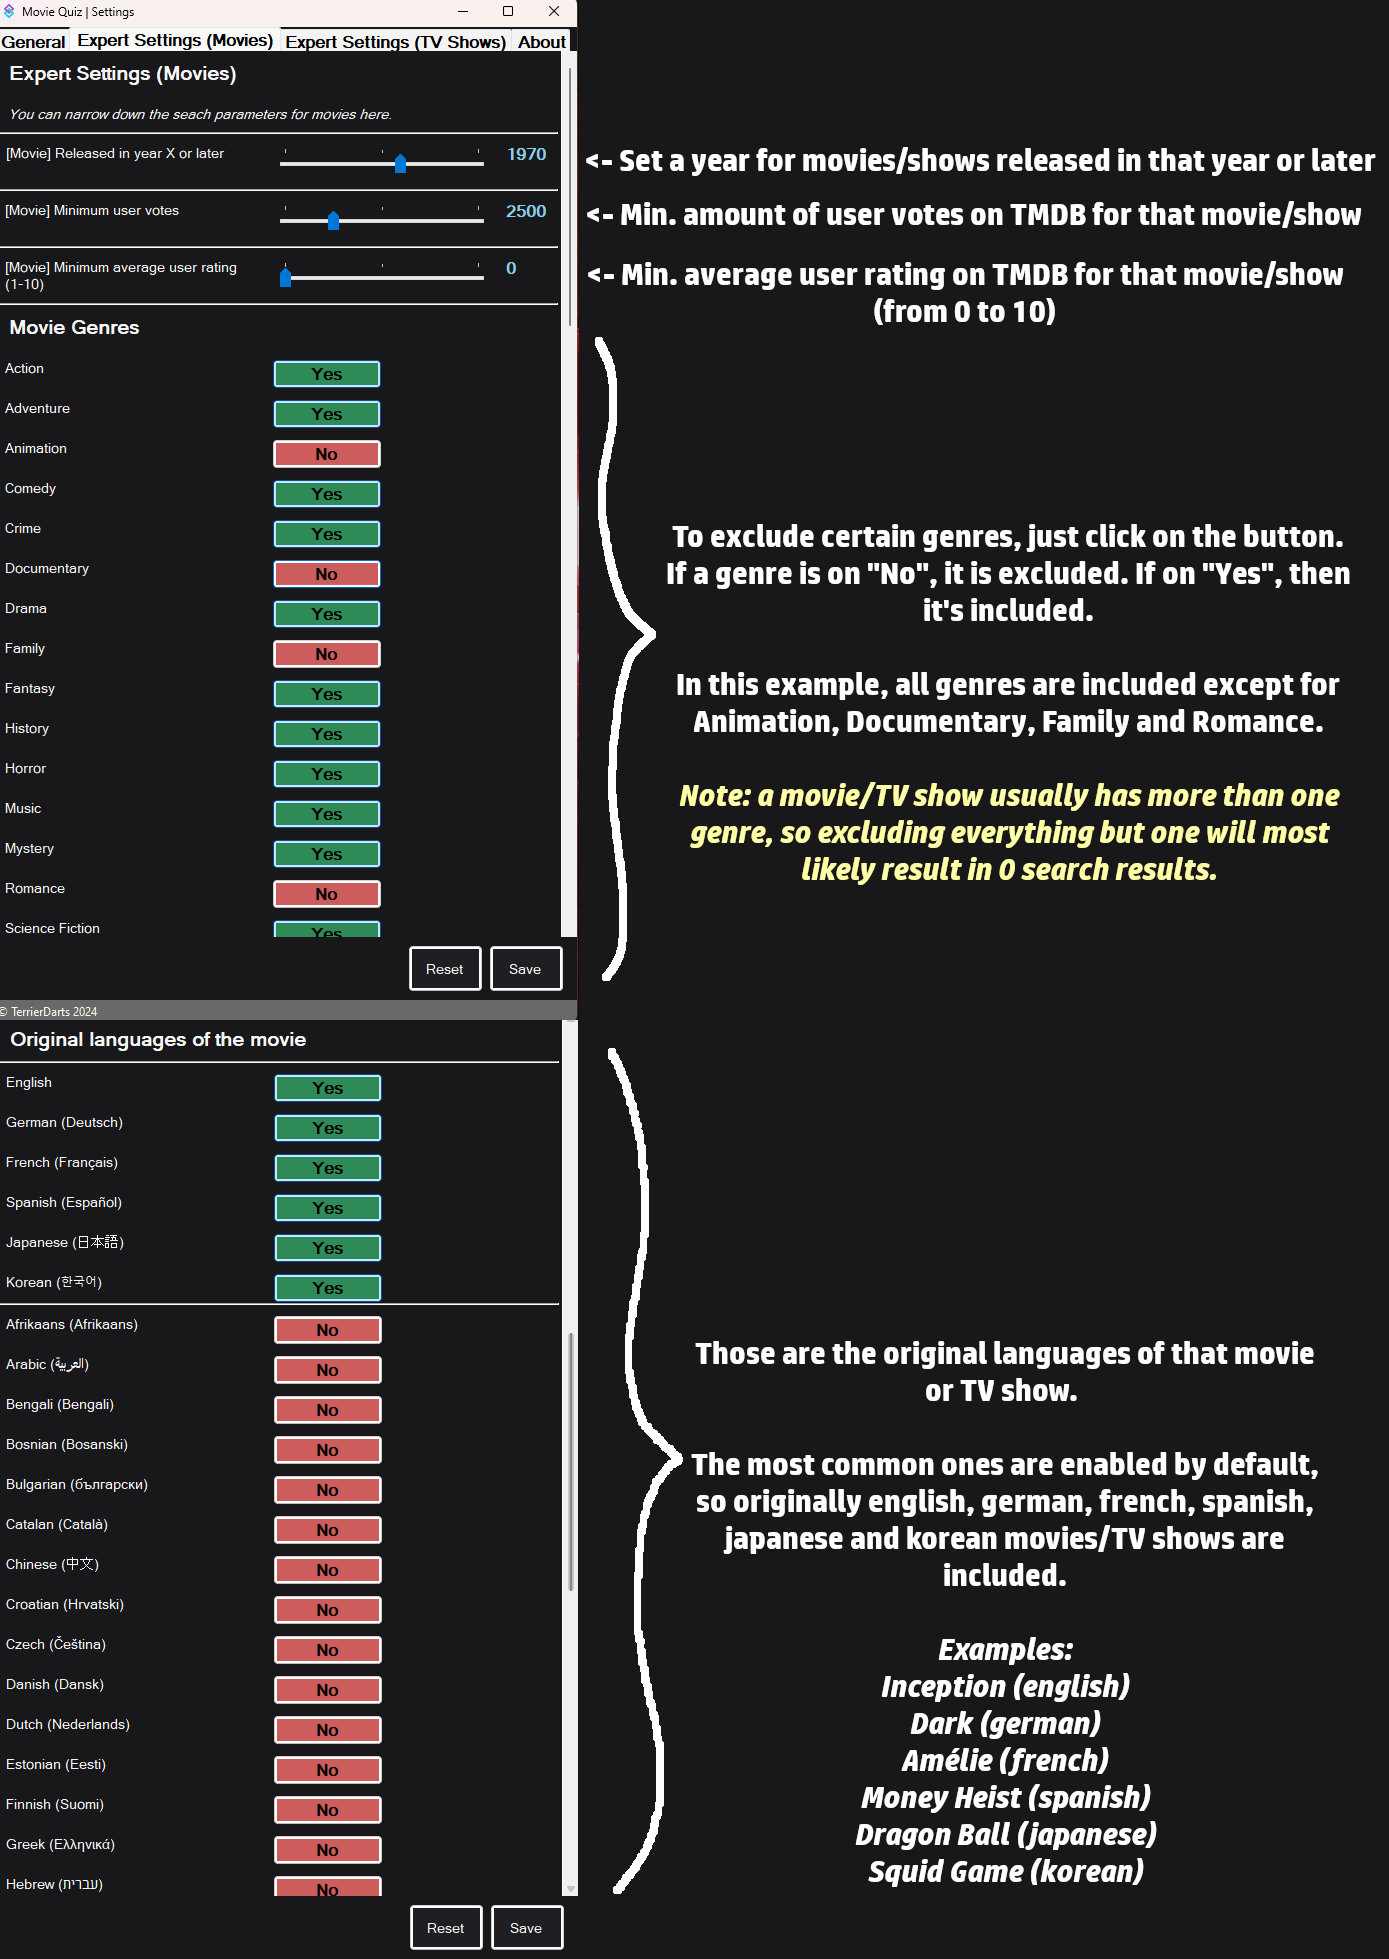 Movie Quiz | Settings
General Expert Settings (Movies) Expert Settings (TV Shows) About
Expert Settings (Movies)
You can narrow down the seach parameters for movies here.
[Movie] Released in year X or later 1970
<- Set a year for movies/shows released in that year or later
[Movie] Minimum user votes 2500
<- Min. amount of user votes on TMDB for that movie/show
[Movie] Minimum average user rating
(1-10)
0
<- Min. average user rating on TMDB for that movie/show
(from 0 to 10)
Movie Genres
Action Yes
Adventure Yes
Animation No
Comedy Yes
Crime Yes
Documentary No
Drama Yes
Family No
Fantasy Yes
History Yes
Horror Yes
Music Yes
Mystery Yes
Romance No
Science Fiction Yes
Reset Save
© TerrierDarts 2024
To exclude certain genres, just click on the button.
If a genre is on "No", it is excluded. If on "Yes", then
it's included.
In this example, all genres are included except for
Animation, Documentary, Family and Romance.
Note: a movie/TV show usually has more than one
genre, so excluding everything but one will most
likely result in 0 search results.
Original languages of the movie
English Yes
German (Deutsch) Yes
French (Français) Yes
Spanish (Español) Yes
Japanese (日本語) Yes
Korean (한국어) Yes
Afrikaans (Afrikaans) No
Arabic (العربية) No
Bengali (Bengali) No
Bosnian (Bosanski) No
Bulgarian (български) No
Catalan (Català) No
Chinese (中文) No
Croatian (Hrvatski) No
Czech (Čeština) No
Danish (Dansk) No
Dutch (Nederlands) No
Estonian (Eesti) No
Finnish (Suomi) No
Greek (Ελληνικά) No
Hebrew (עברית) No
Reset Save
Those are the original languages of that movie
or TV show.
The most common ones are enabled by default,
so originally english, german, french, spanish,
japanese and korean movies/TV shows are
included.
Examples:
Inception (english)
Dark (german)
Amélie (french)
Money Heist (spanish)
Dragon Ball (japanese)
Squid Game (korean)